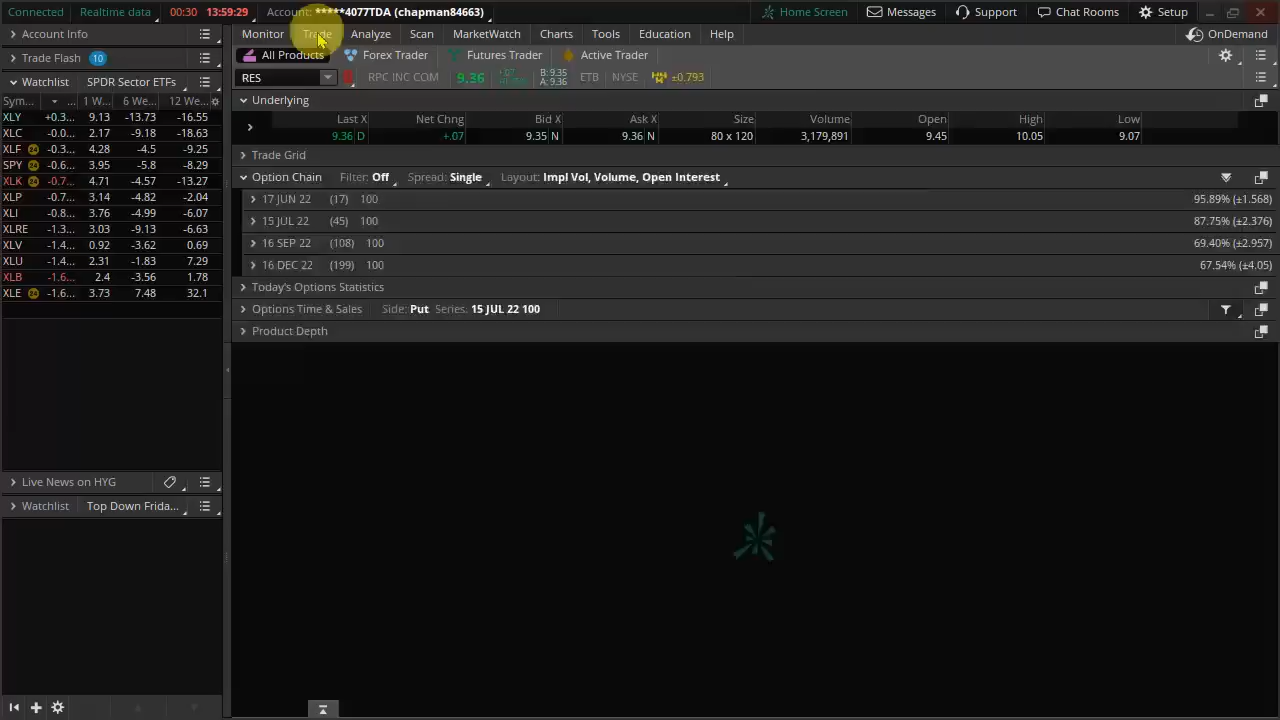 Connected Realtime data 00:30 13:59:29 Account: *****4077TDA (chapman84663) Home Screen Messages Support Chat Rooms Setup
Account Info
Monitor Trade Analyze Scan MarketWatch Charts Tools Education Help OnDemand
Trade Flash 10
All Products Forex Trader Futures Trader Active Trader
Watchlist SPDR Sector ETFs
RES RPC INC COM 9.36 B: 9.35 A: 9.36 ETB NYSE ±0.793
Sym... ... 1 W... 6 We... 12 We...
XLY +0.3... 9.13 -13.73 -16.55
XLC -0.0... 2.17 -9.18 -18.63
XLF 24 -0.3... 4.28 -4.5 -9.25
SPY 24 -0.6... 3.95 -5.8 -8.29
XLK 24 -0.7... 4.71 -4.57 -13.27
XLP -0.7... 3.14 -4.82 -2.04
XLI -0.8... 3.76 -4.99 -6.07
XLRE -1.3... 3.03 -9.13 -6.63
XLV -1.4... 0.92 -3.62 0.69
XLU -1.4... 2.31 -1.83 7.29
XLB -1.6... 2.4 -3.56 1.78
XLE 24 -1.6... 3.73 7.48 32.1
Underlying
Last X Net Chng Bid X Ask X Size Volume Open High Low
9.36 D +.07 9.35 N 9.36 N 80 x 120 3,179,891 9.45 10.05 9.07
Trade Grid
Option Chain Filter: Off Spread: Single Layout: Impl Vol, Volume, Open Interest
17 JUN 22 (17) 100 95.89% (±1.568)
15 JUL 22 (45) 100 87.75% (±2.376)
16 SEP 22 (108) 100 69.40% (±2.957)
16 DEC 22 (199) 100 67.54% (±4.05)
Today's Options Statistics
Options Time & Sales Side: Put Series: 15 JUL 22 100
Product Depth
Live News on HYG
Watchlist Top Down Frida...